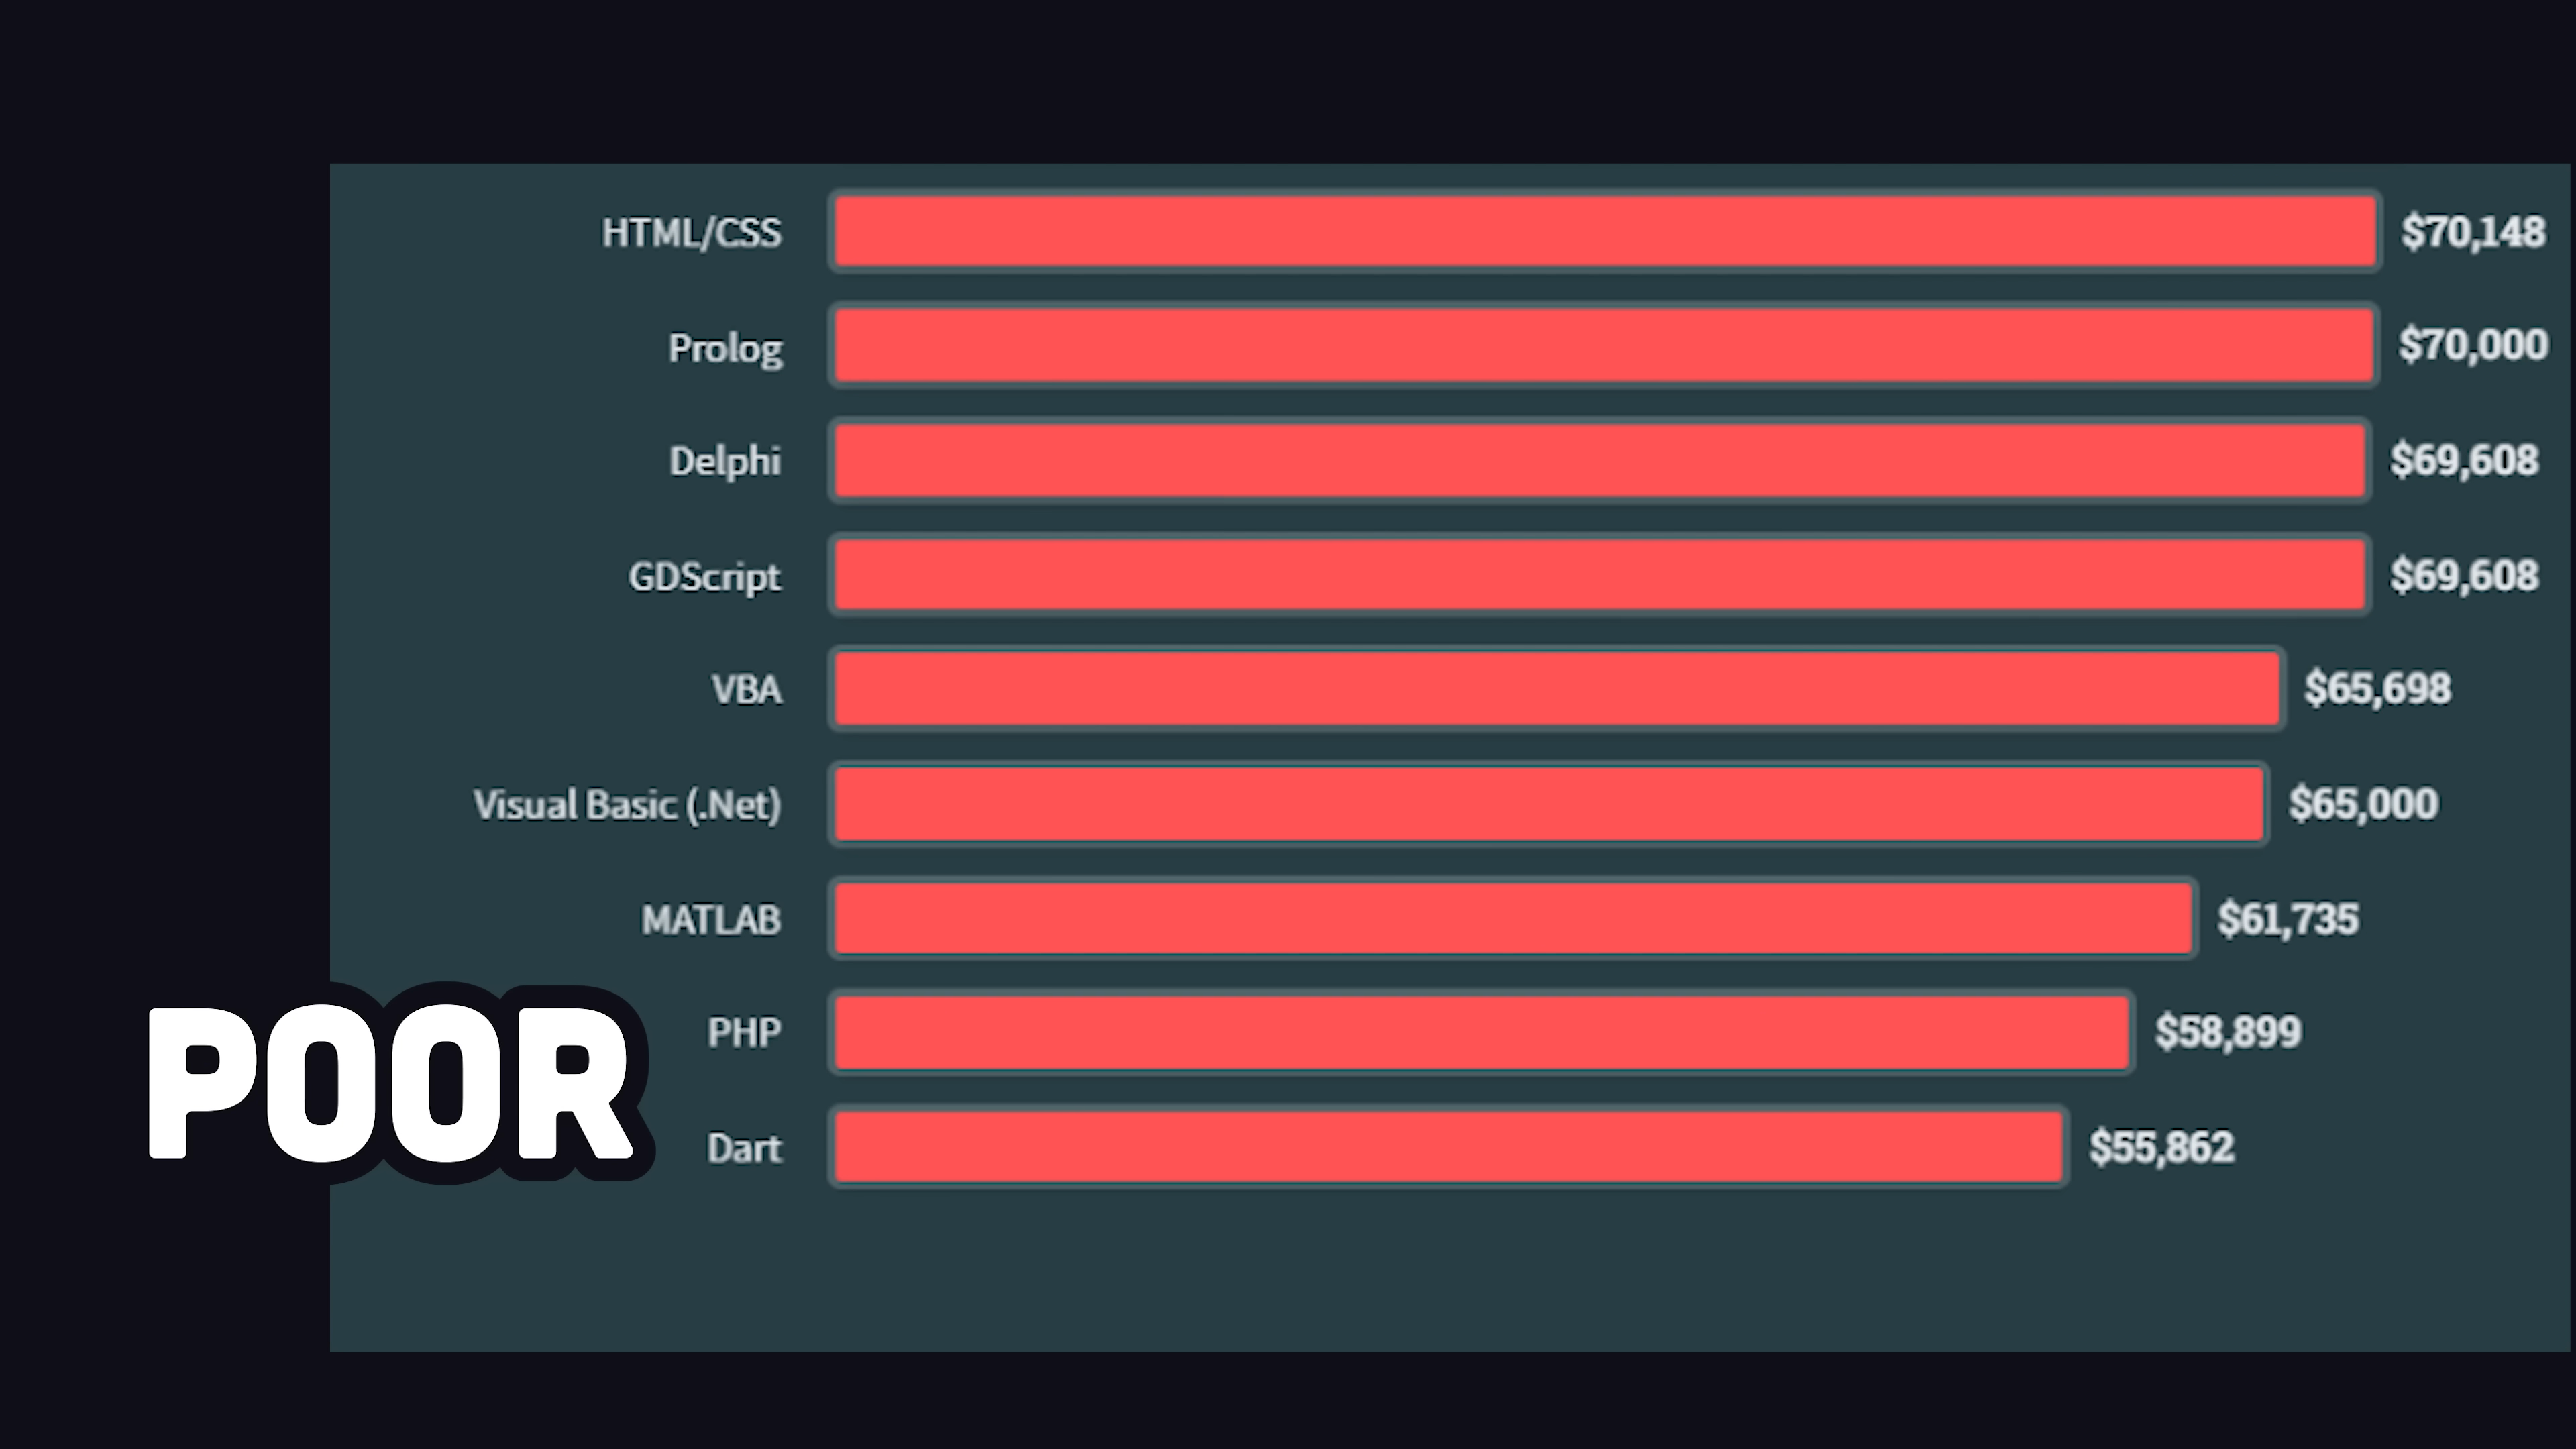 HTML/CSS $70,148
Prolog $70,000
Delphi $69,608
GDScript $69,608
VBA $65,698
Visual Basic (.Net) $65,000
MATLAB $61,735
PHP $58,899
Dart $55,862
POOR